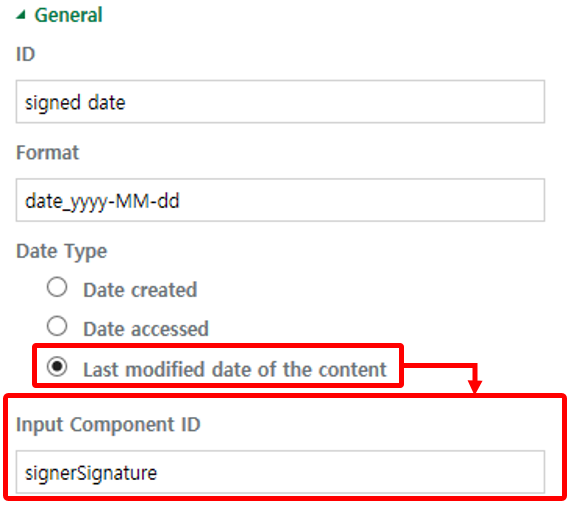 General
ID
signed date
Format
date_yyyy-MM-dd
Date Type
Date created
Date accessed
Last modified date of the content
Input Component ID
signerSignature